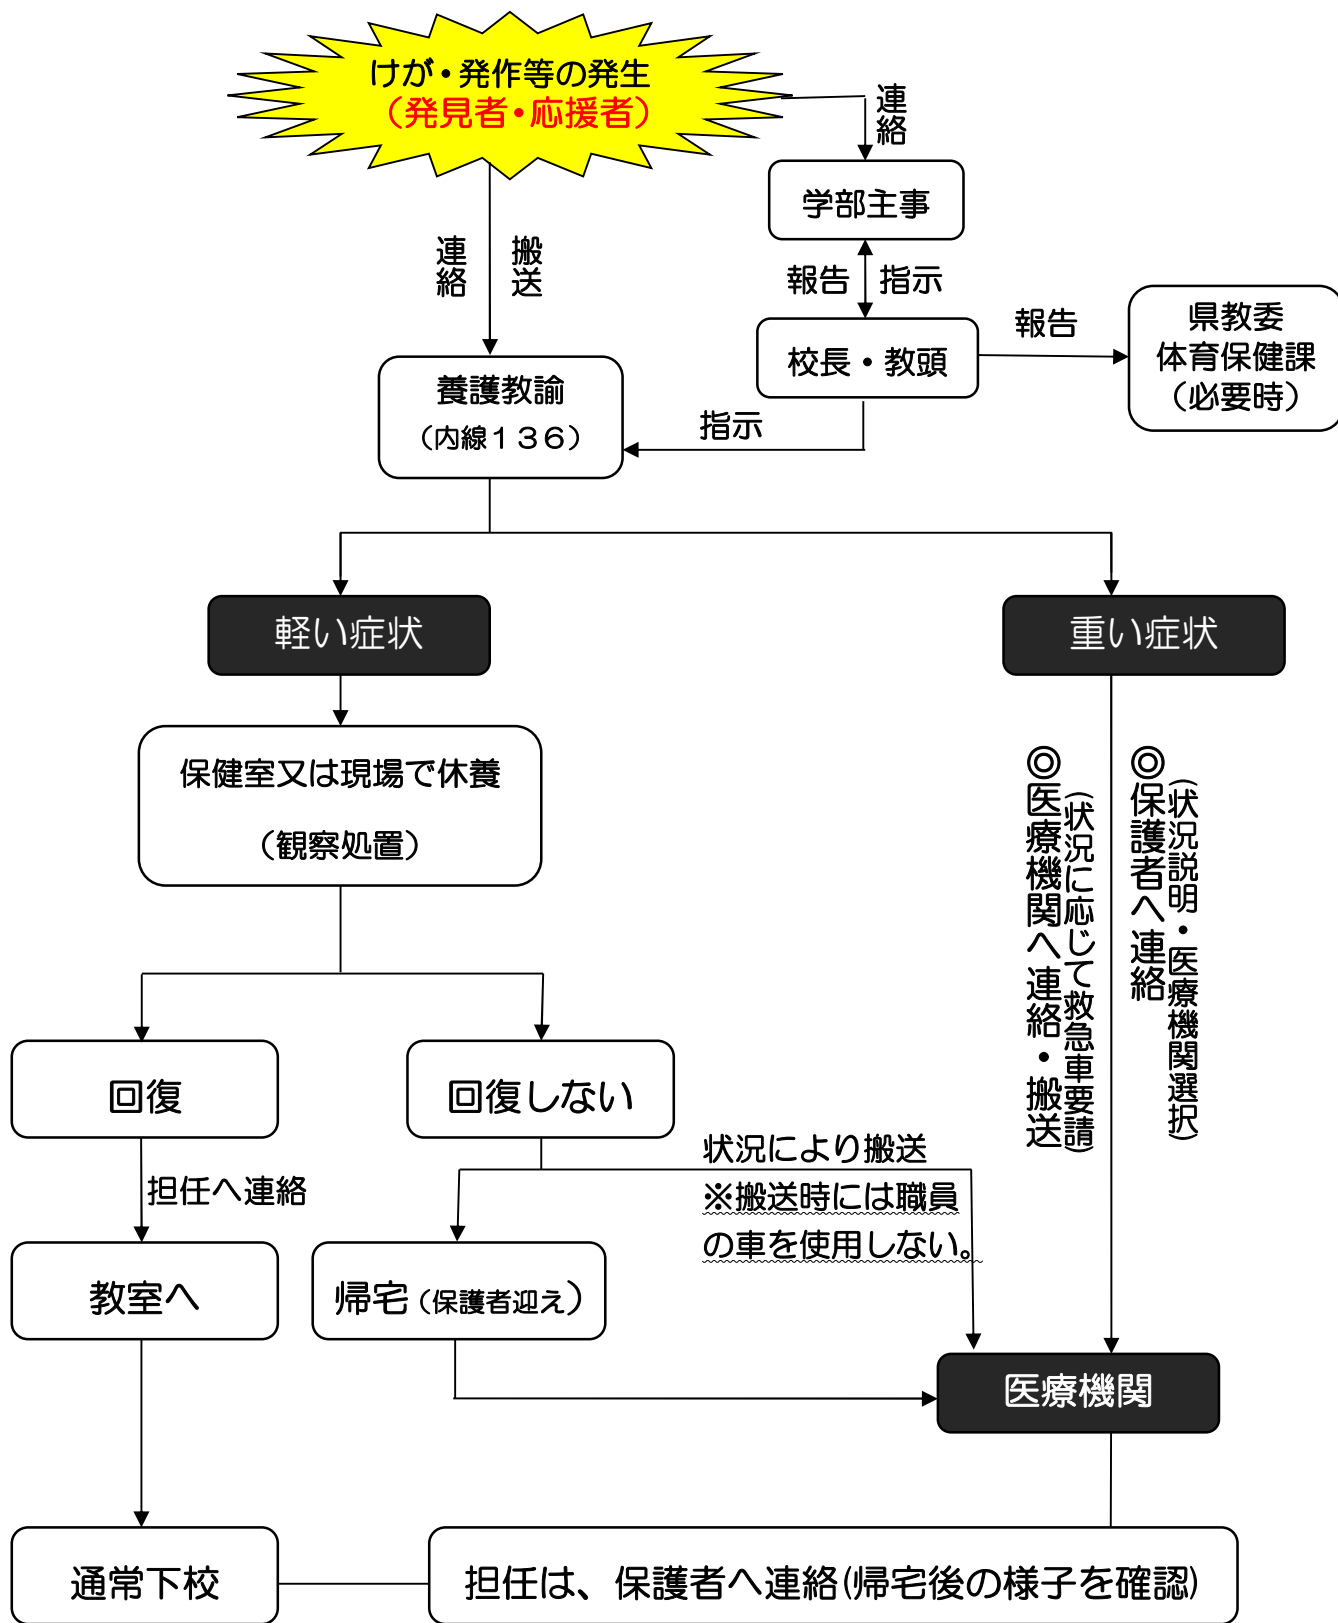 けが・発作等の発生
（発見者・応援者）
連絡
学部主事
連絡
搬送
報告
指示
校長・教頭
報告
県教委
体育保健課
（必要時）
養護教諭
（内線１３６）
指示
軽い症状
重い症状
保健室又は現場で休養
（観察処置）
◎保護者へ連絡
（状況説明・医療機関選択）
◎医療機関へ連絡・搬送
（状況に応じて救急車要請）
回復
回復しない
担任へ連絡
状況により搬送
※搬送時には職員
の車を使用しない。
教室へ
帰宅（保護者迎え）
医療機関
通常下校
担任は、保護者へ連絡(帰宅後の様子を確認)